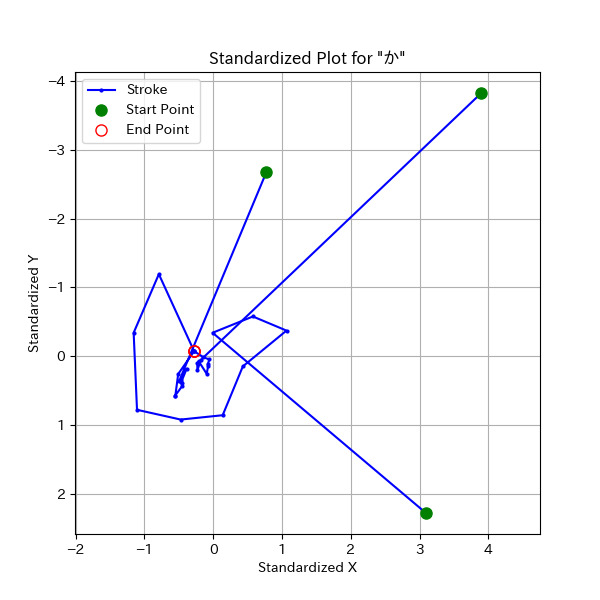 Standardized Plot for "か"
Stroke
Start Point
End Point
−4
−3
−2
−1
0
1
2
Standardized Y
−2 −1 0 1 2 3 4
Standardized X